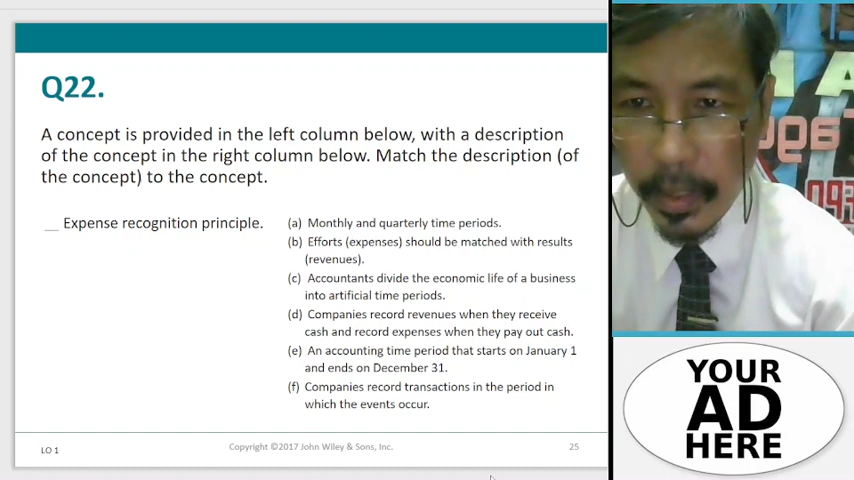 Q22.
A concept is provided in the left column below, with a description
of the concept in the right column below. Match the description (of
the concept) to the concept.
__ Expense recognition principle.
(a) Monthly and quarterly time periods.
(b) Efforts (expenses) should be matched with results
(revenues).
(c) Accountants divide the economic life of a business
into artificial time periods.
(d) Companies record revenues when they receive
cash and record expenses when they pay out cash.
(e) An accounting time period that starts on January 1
and ends on December 31.
(f) Companies record transactions in the period in
which the events occur.
LO 1
Copyright ©2017 John Wiley & Sons, Inc.
25
YOUR
AD
HERE